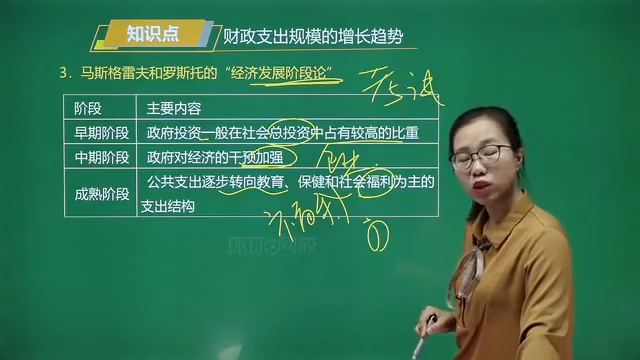 知识点
财政支出规模的增长趋势
3. 马斯格雷夫和罗斯托的“经济发展阶段论”
阶段 主要内容
早期阶段 政府投资一般在社会总投资中占有较高的比重
中期阶段 政府对经济的干预加强
成熟阶段 公共支出逐步转向教育、保健和社会福利为主的
支出结构
环球网校
①